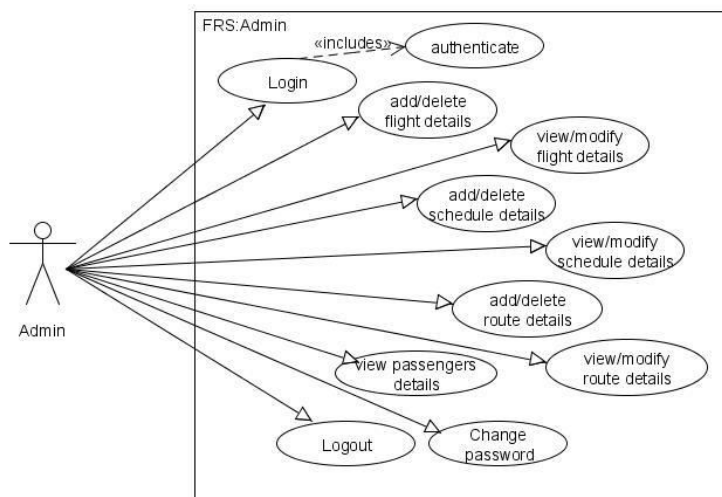 FRS:Admin
«includes»
authenticate
Login
add/delete
flight details
view/modify
flight details
add/delete
schedule details
view/modify
schedule details
Admin
add/delete
route details
view passengers
details
view/modify
route details
Logout
Change
password